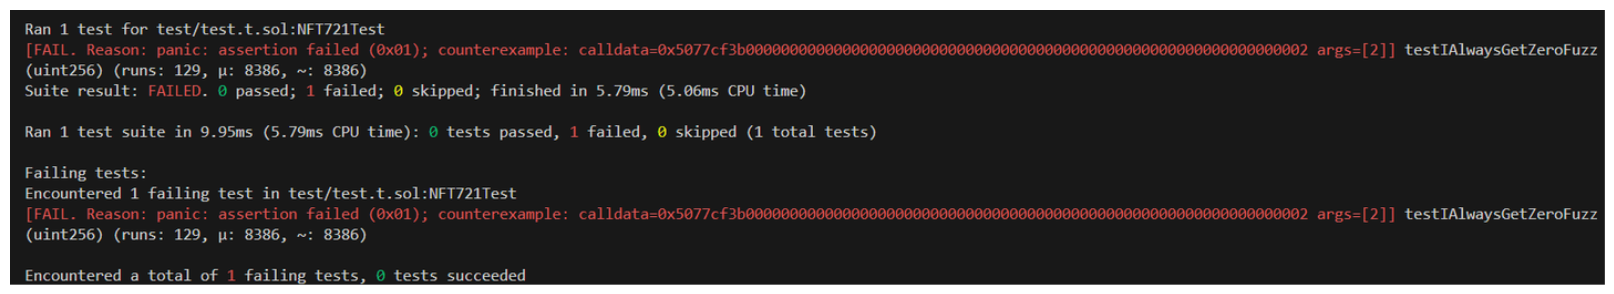 Ran 1 test for test/test.t.sol:NFT721Test
[FAIL. Reason: panic: assertion failed (0x01); counterexample: calldata=0x5077cf3b0000000000000000000000000000000000000000000000000000000000000002 args=[2]] testIAlwaysGetZeroFuzz
(uint256) (runs: 129, μ: 8386, ~: 8386)
Suite result: FAILED. 0 passed; 1 failed; 0 skipped; finished in 5.79ms (5.06ms CPU time)
Ran 1 test suite in 9.95ms (5.79ms CPU time): 0 tests passed, 1 failed, 0 skipped (1 total tests)
Failing tests:
Encountered 1 failing test in test/test.t.sol:NFT721Test
[FAIL. Reason: panic: assertion failed (0x01); counterexample: calldata=0x5077cf3b0000000000000000000000000000000000000000000000000000000000000002 args=[2]] testIAlwaysGetZeroFuzz
(uint256) (runs: 129, μ: 8386, ~: 8386)
Encountered a total of 1 failing tests, 0 tests succeeded